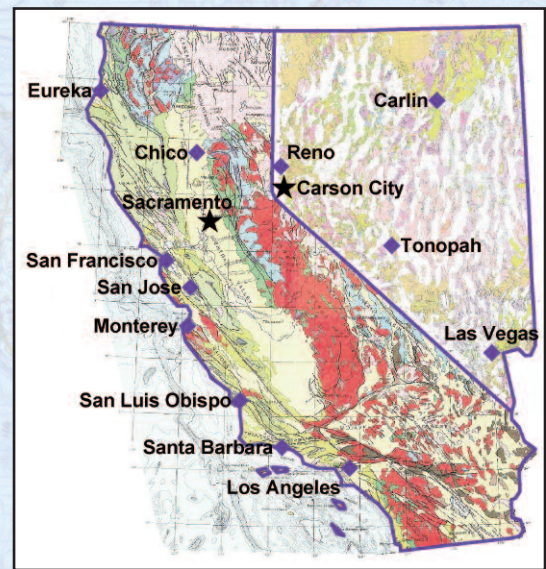 Eureka
Carlin
Chico
Reno
Carson City
Sacramento
Tonopah
San Francisco
San Jose
Monterey
Las Vegas
San Luis Obispo
Santa Barbara
Los Angeles